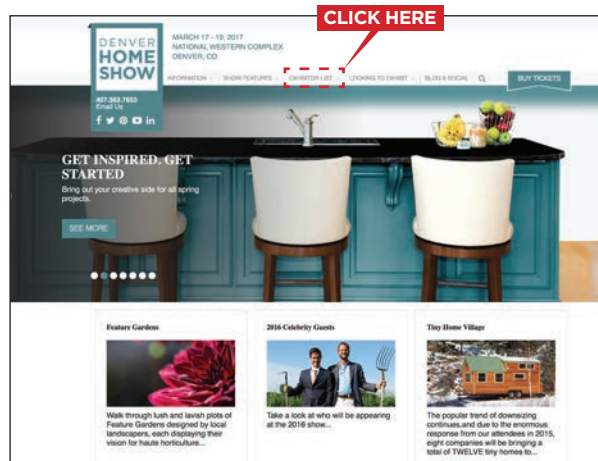 CLICK HERE
DENVER
HOME
SHOW
MARCH 17 - 19, 2017
NATIONAL WESTERN COMPLEX
DENVER, CO
INFORMATION
SHOW FEATURES
EXHIBITOR LIST
LOOKING TO EXHIBIT
BLOG & SOCIAL
BUY TICKETS
407.363.7653
Email Us
GET INSPIRED. GET
STARTED
Bring out your creative side for all spring
projects.
SEE MORE
Feature Gardens
Walk through lush and lavish plots of
Feature Gardens designed by local
landscapers, each displaying their
vision for haute horticulture...
2016 Celebrity Guests
Take a look at who will be appearing
at the 2016 show...
Tiny Home Village
The popular trend of downsizing
continues,and due to the enormous
response from our attendees in 2015,
eight companies will be bringing a
total of TWELVE tiny homes to...